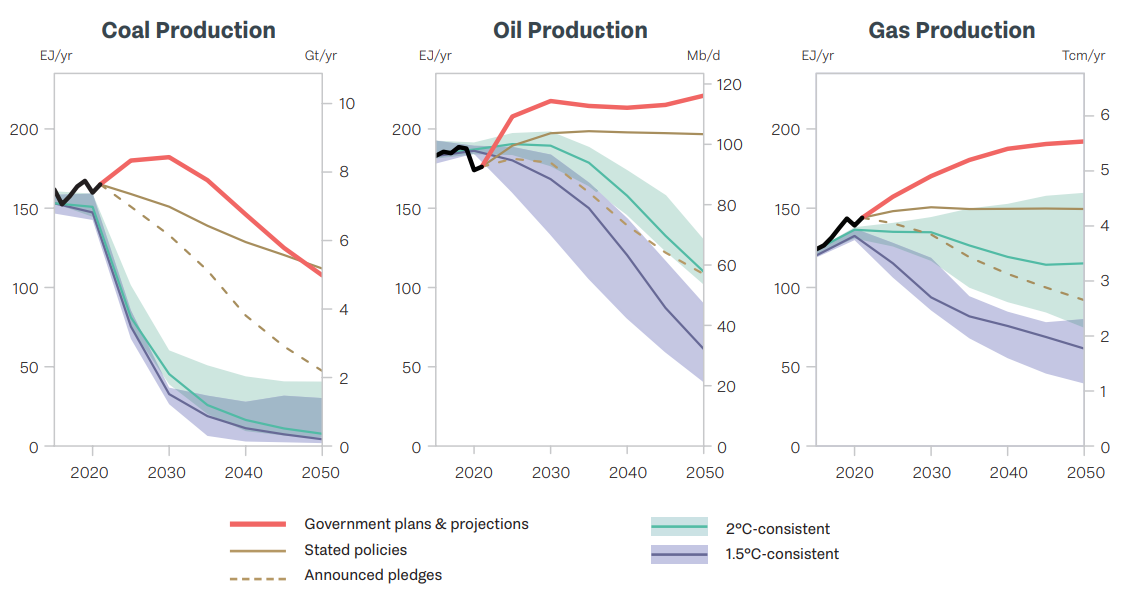 Coal Production
EJ/yr Gt/yr
200
150
100
50
0
10
8
6
4
2
0
2020 2030 2040 2050
Oil Production
EJ/yr Mb/d
200
150
100
50
0
120
100
80
60
40
20
0
2020 2030 2040 2050
Gas Production
EJ/yr Tcm/yr
200
150
100
50
0
6
5
4
3
2
1
0
2020 2030 2040 2050
Government plans & projections
Stated policies
Announced pledges
2ºC-consistent
1.5ºC-consistent